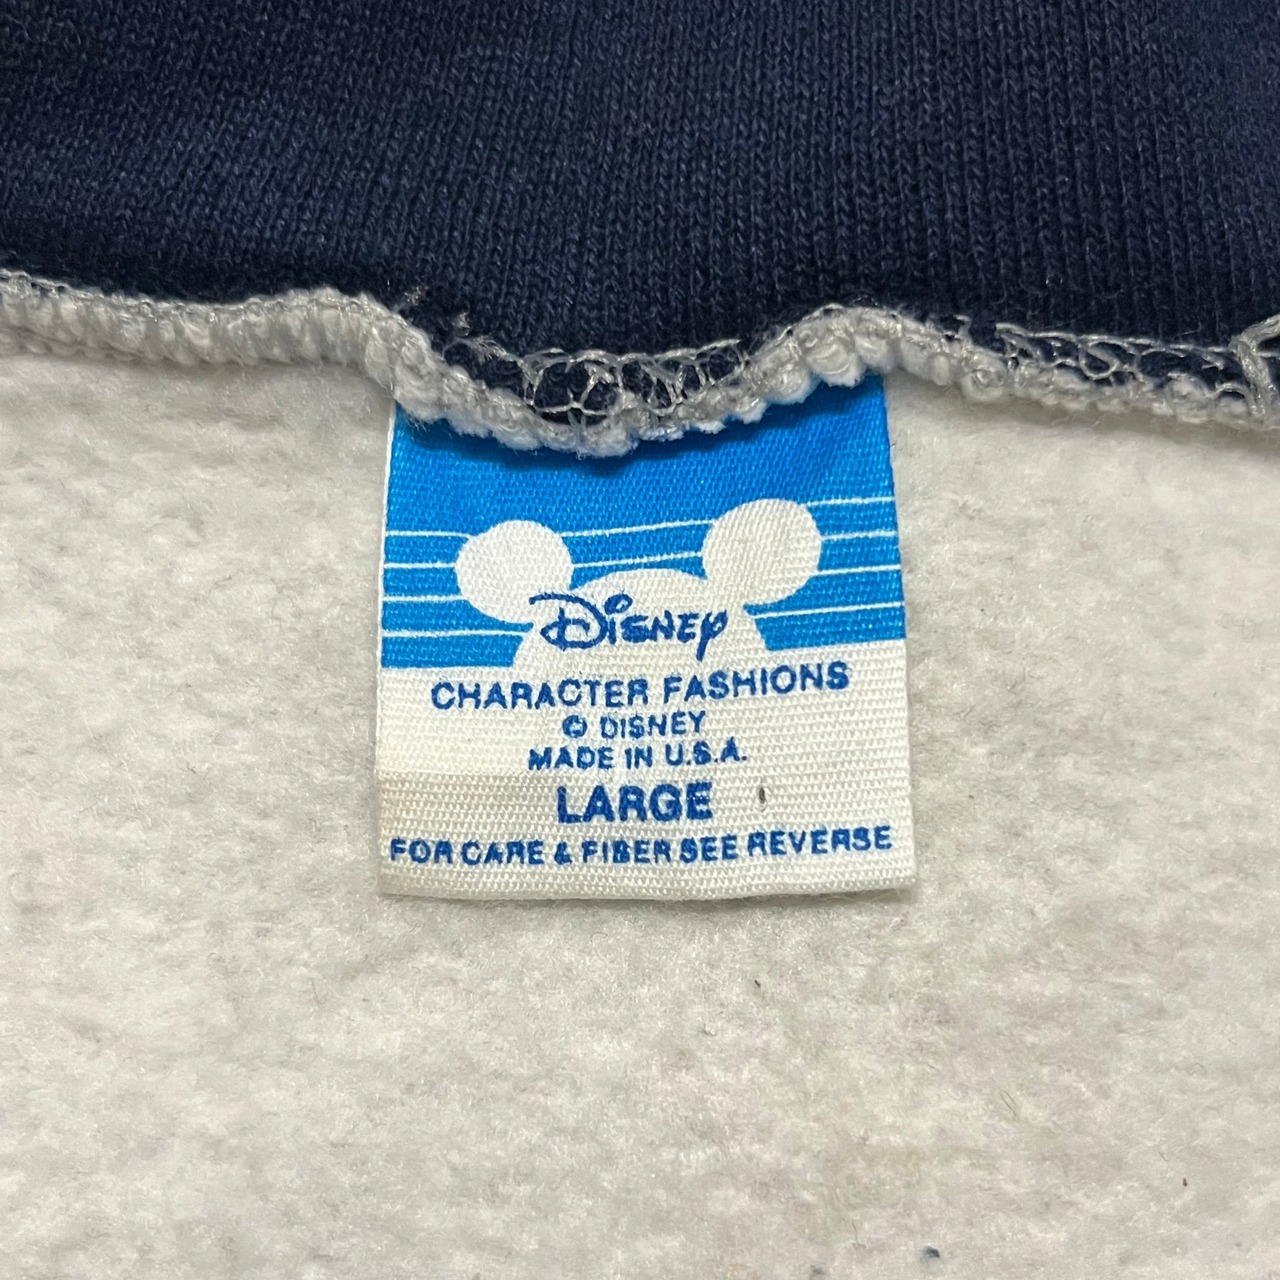 Disney
CHARACTER FASHIONS
© DISNEY
MADE IN U.S.A.
LARGE
FOR CARE & FIBER SEE REVERSE